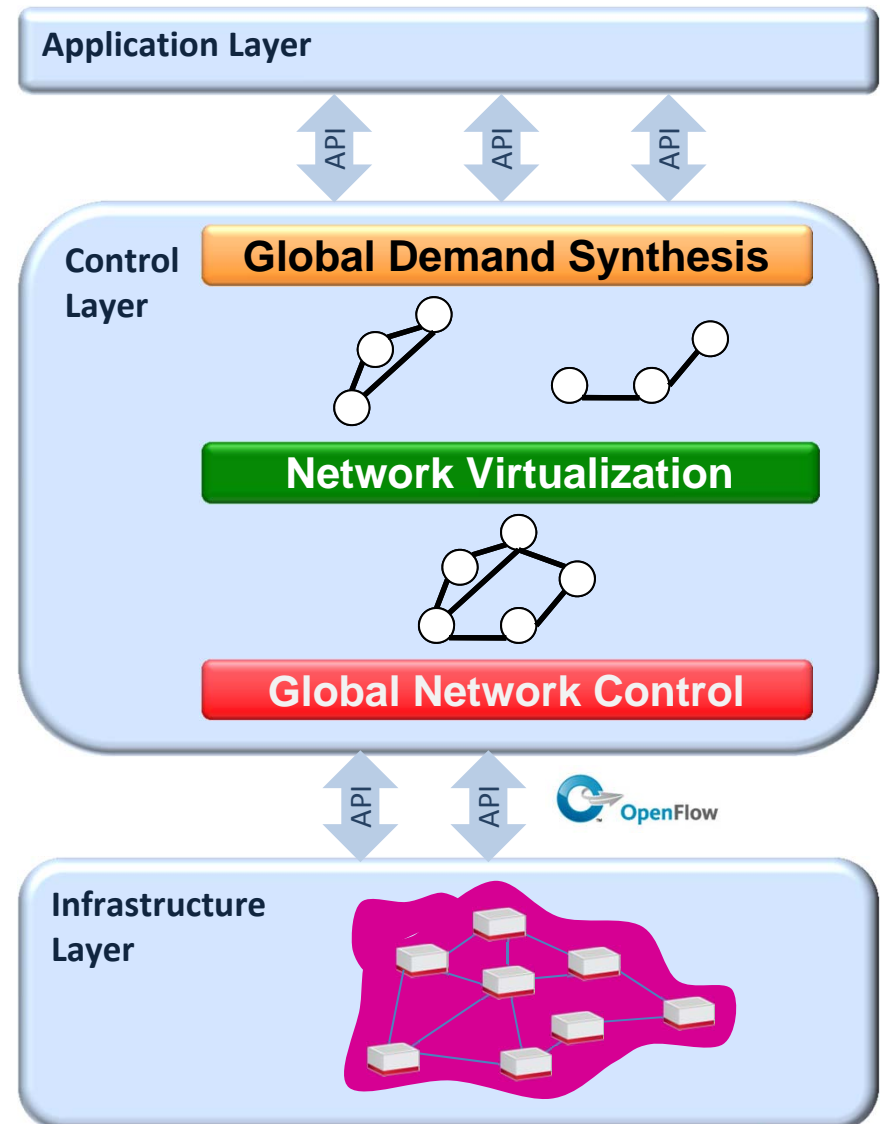 Application Layer
API
API
API
Control
Layer
Global Demand Synthesis
Network Virtualization
Global Network Control
API
API
OpenFlow
Infrastructure
Layer